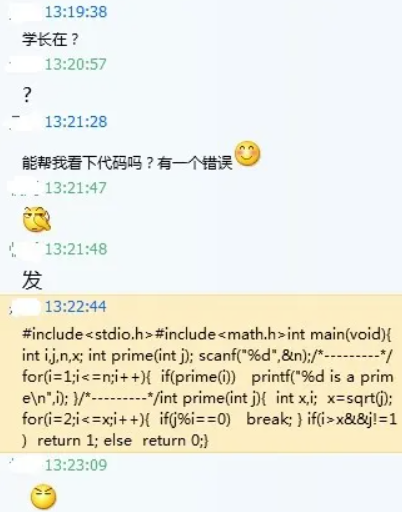 13:19:38
学长在？
13:20:57
?
13:21:28
能帮我看下代码吗？有一个错误
13:21:47
13:21:48
发
13:22:44
#include<stdio.h>#include<math.h>int main(void){
int i,j,n,x; int prime(int j); scanf("%d",&n);/*---------*/
for(i=1;i<=n;i++){  if(prime(i))   printf("%d is a prim
e\n",i); }/*---------*/int prime(int j){  int x,i;  x=sqrt(j);
for(i=2;i<=x;i++){  if(j%i==0)   break; } if(i>x&&j!=1
)  return 1; else  return 0;}
13:23:09